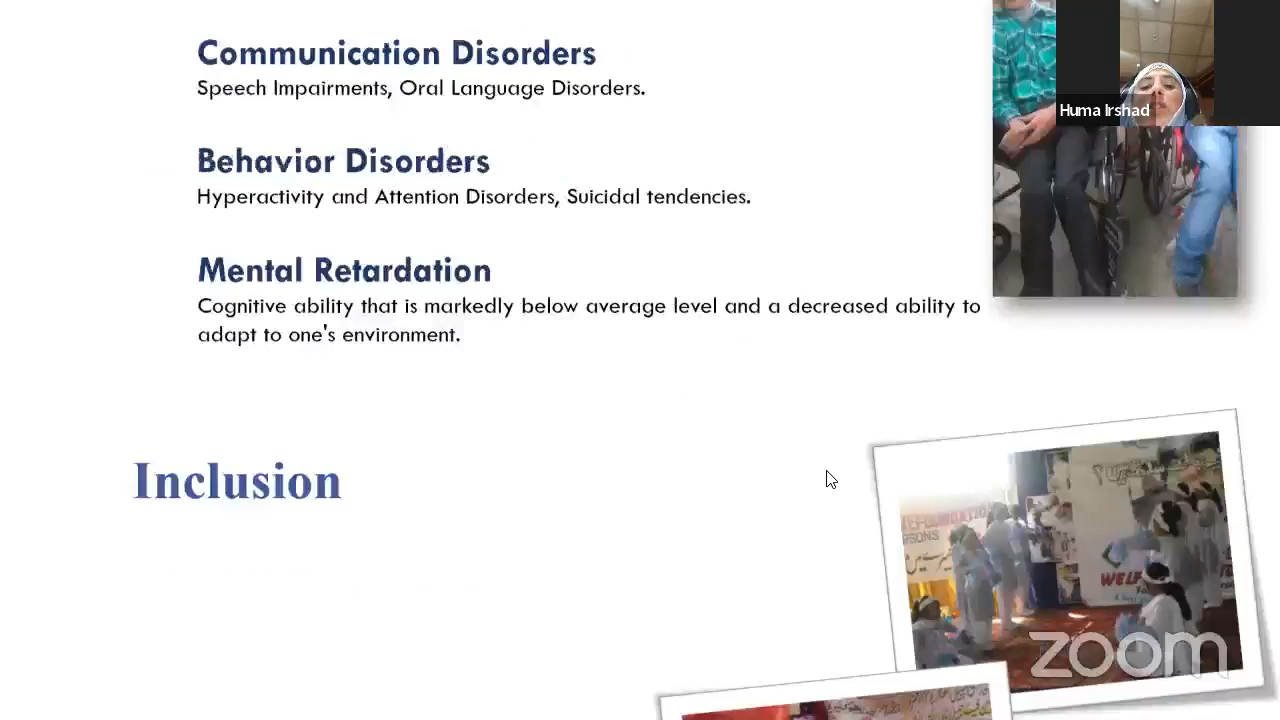 Communication Disorders
Speech Impairments, Oral Language Disorders.
Huma Irshad
Behavior Disorders
Hyperactivity and Attention Disorders, Suicidal tendencies.
Mental Retardation
Cognitive ability that is markedly below average level and a decreased ability to
adapt to one's environment.
Inclusion
zoom